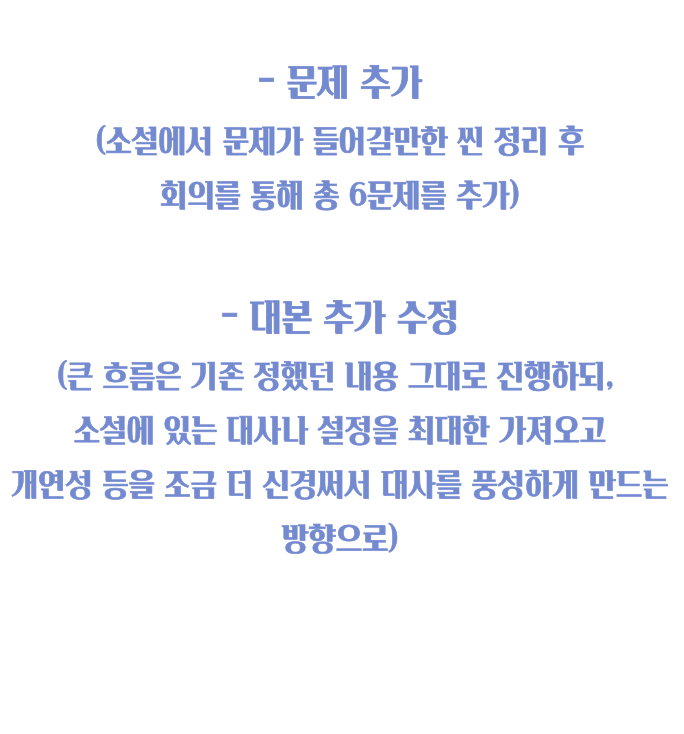 - 문제 추가
(소설에서 문제가 들어갈만한 씬 정리 후
회의를 통해 총 6문제를 추가)
- 대본 추가 수정
(큰 흐름은 기존 정했던 내용 그대로 진행하되,
소설에 있는 대사나 설정을 최대한 가져오고
개연성 등을 조금 더 신경써서 대사를 풍성하게 만드는
방향으로)